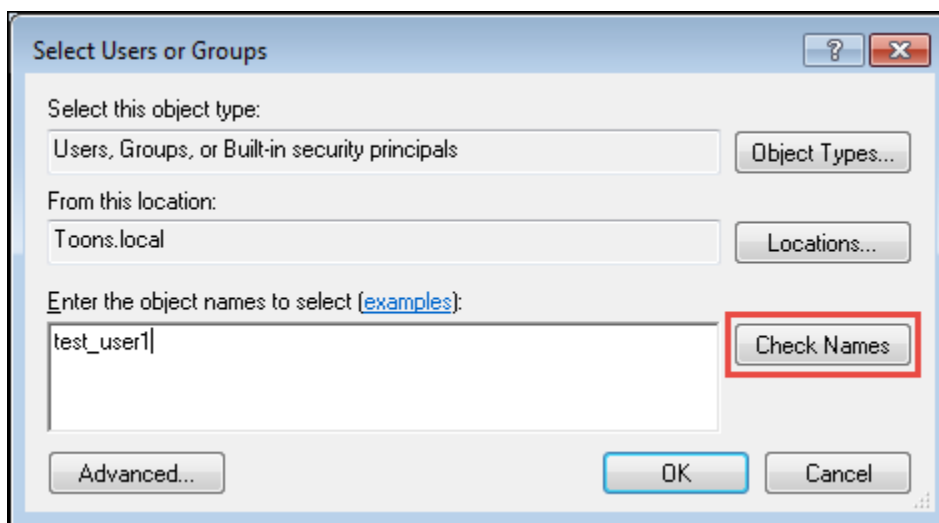 Select Users or Groups
Select this object type:
Users, Groups, or Built-in security principals
Object Types...
From this location:
Toons.local
Locations...
Enter the object names to select (examples):
test_user1
Check Names
Advanced...
OK
Cancel